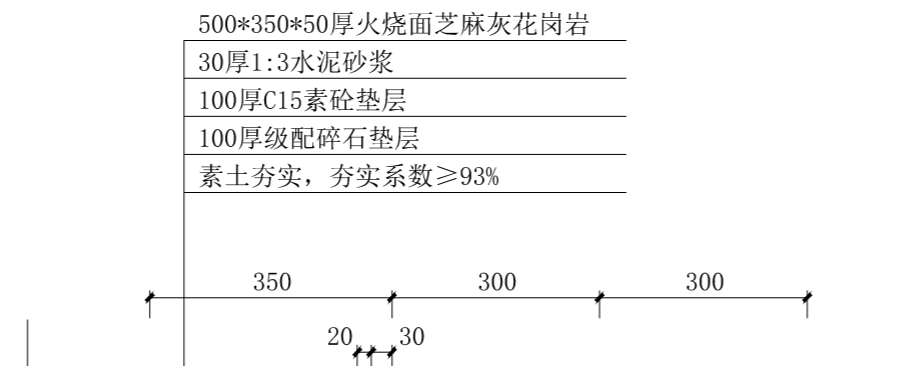 500*350*50厚火烧面芝麻灰花岗岩
30厚1:3水泥砂浆
100厚C15素砼垫层
100厚级配碎石垫层
素土夯实，夯实系数≥93%
350 300 300
20 30